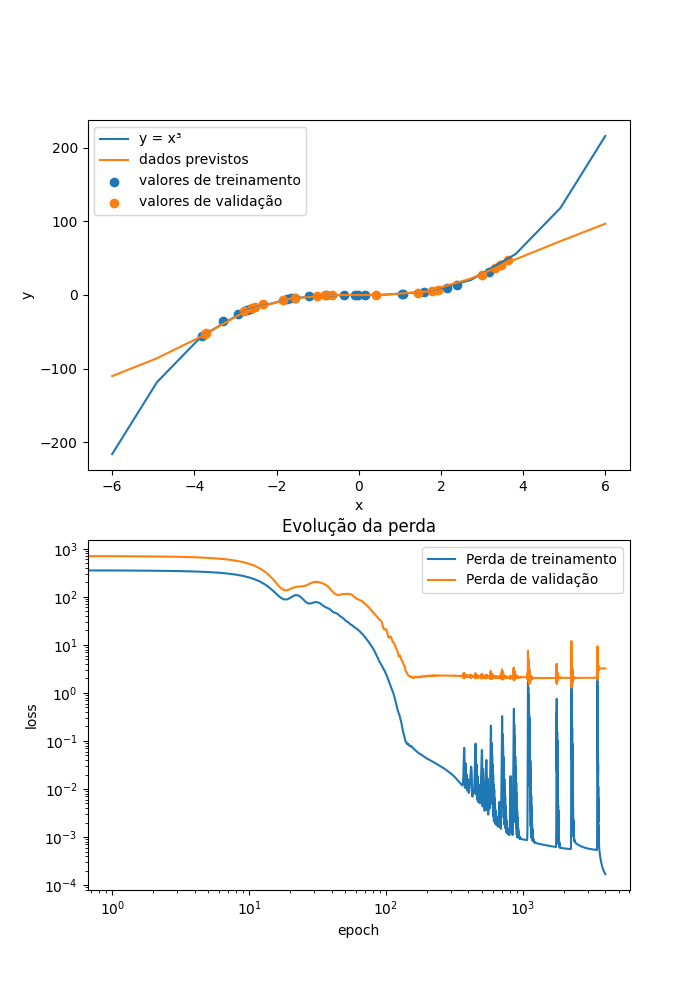 y = x³
dados previstos
valores de treinamento
valores de validação
200
100
0
−100
−200
y
−6
−4
−2
0
2
4
6
x
Evolução da perda
Perda de treinamento
Perda de validação
10³
10²
10¹
10⁰
10⁻¹
10⁻²
10⁻³
10⁻⁴
loss
10⁰
10¹
10²
10³
epoch